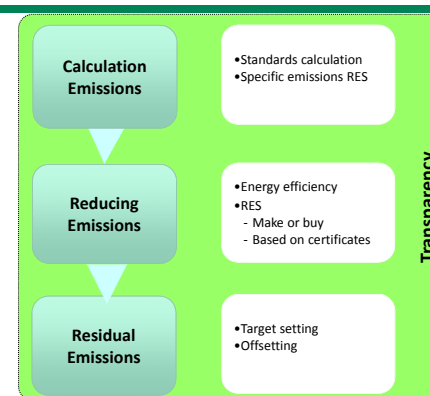 Calculation
Emissions
•Standards calculation
•Specific emissions RES
Reducing
Emissions
•Energy efficiency
•RES
- Make or buy
- Based on certificates
Residual
Emissions
•Target setting
•Offsetting
Transparency